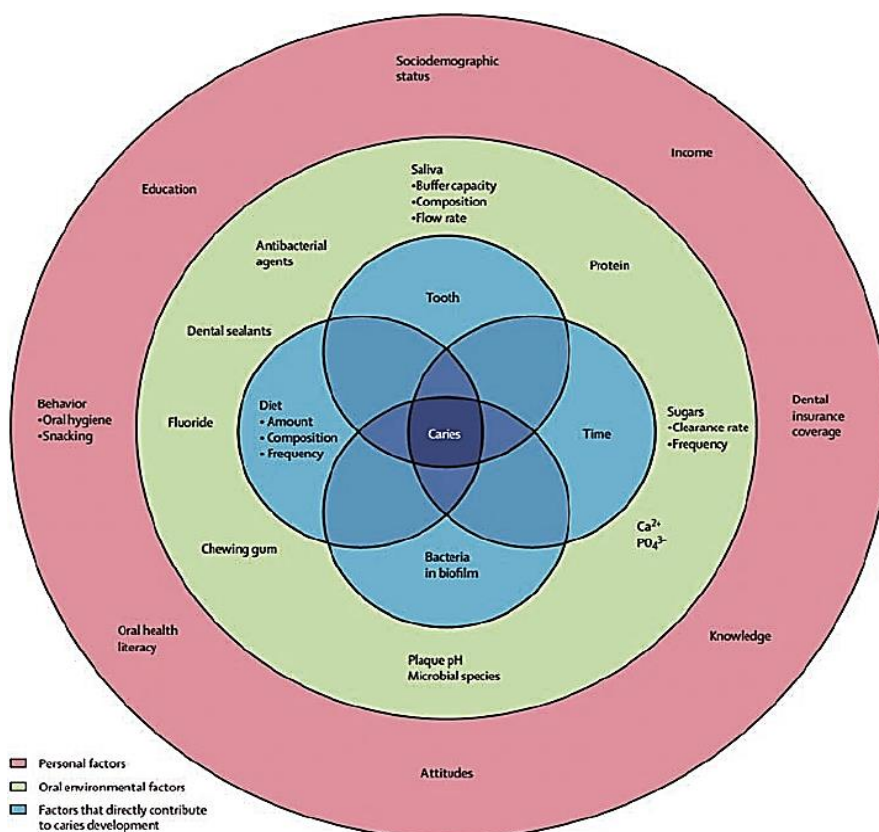 Sociodemographic
status
Income
Education
Saliva
•Buffer capacity
•Composition
•Flow rate
Antibacterial
agents
Protein
Tooth
Dental sealants
Behavior
•Oral hygiene
•Snacking
Fluoride
Diet
• Amount
• Composition
• Frequency
Caries
Time
Sugars
•Clearance rate
•Frequency
Dental
insurance
coverage
Chewing gum
Bacteria
in biofilm
Ca²⁺
PO₄³⁻
Oral health
literacy
Knowledge
Plaque pH
Microbial species
Attitudes
Personal factors
Oral environmental factors
Factors that directly contribute
to caries development